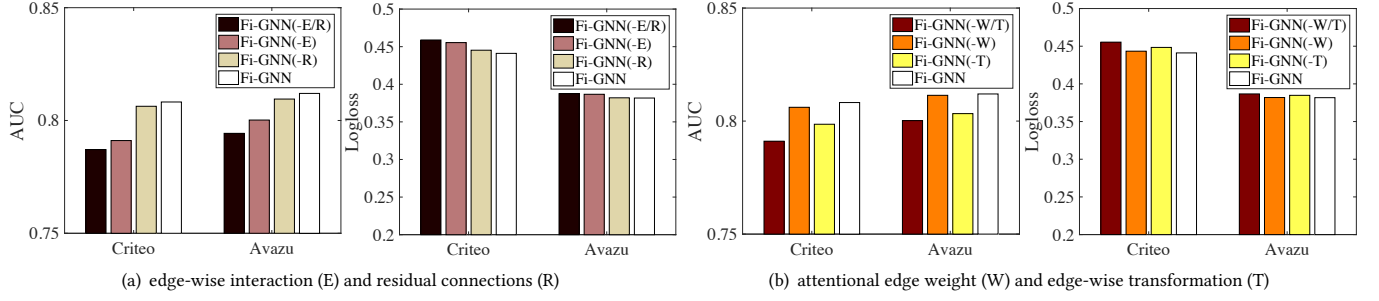 0.85
0.8
0.75
AUC
Fi-GNN(-E/R)
Fi-GNN(-E)
Fi-GNN(-R)
Fi-GNN
Criteo
Avazu
0.5
0.45
0.4
0.35
0.3
0.25
0.2
Logloss
Fi-GNN(-E/R)
Fi-GNN(-E)
Fi-GNN(-R)
Fi-GNN
Criteo
Avazu
(a) edge-wise interaction (E) and residual connections (R)
0.85
0.8
0.75
AUC
Fi-GNN(-W/T)
Fi-GNN(-W)
Fi-GNN(-T)
Fi-GNN
Criteo
Avazu
0.5
0.45
0.4
0.35
0.3
0.25
0.2
Logloss
Fi-GNN(-W/T)
Fi-GNN(-W)
Fi-GNN(-T)
Fi-GNN
Criteo
Avazu
(b) attentional edge weight (W) and edge-wise transformation (T)